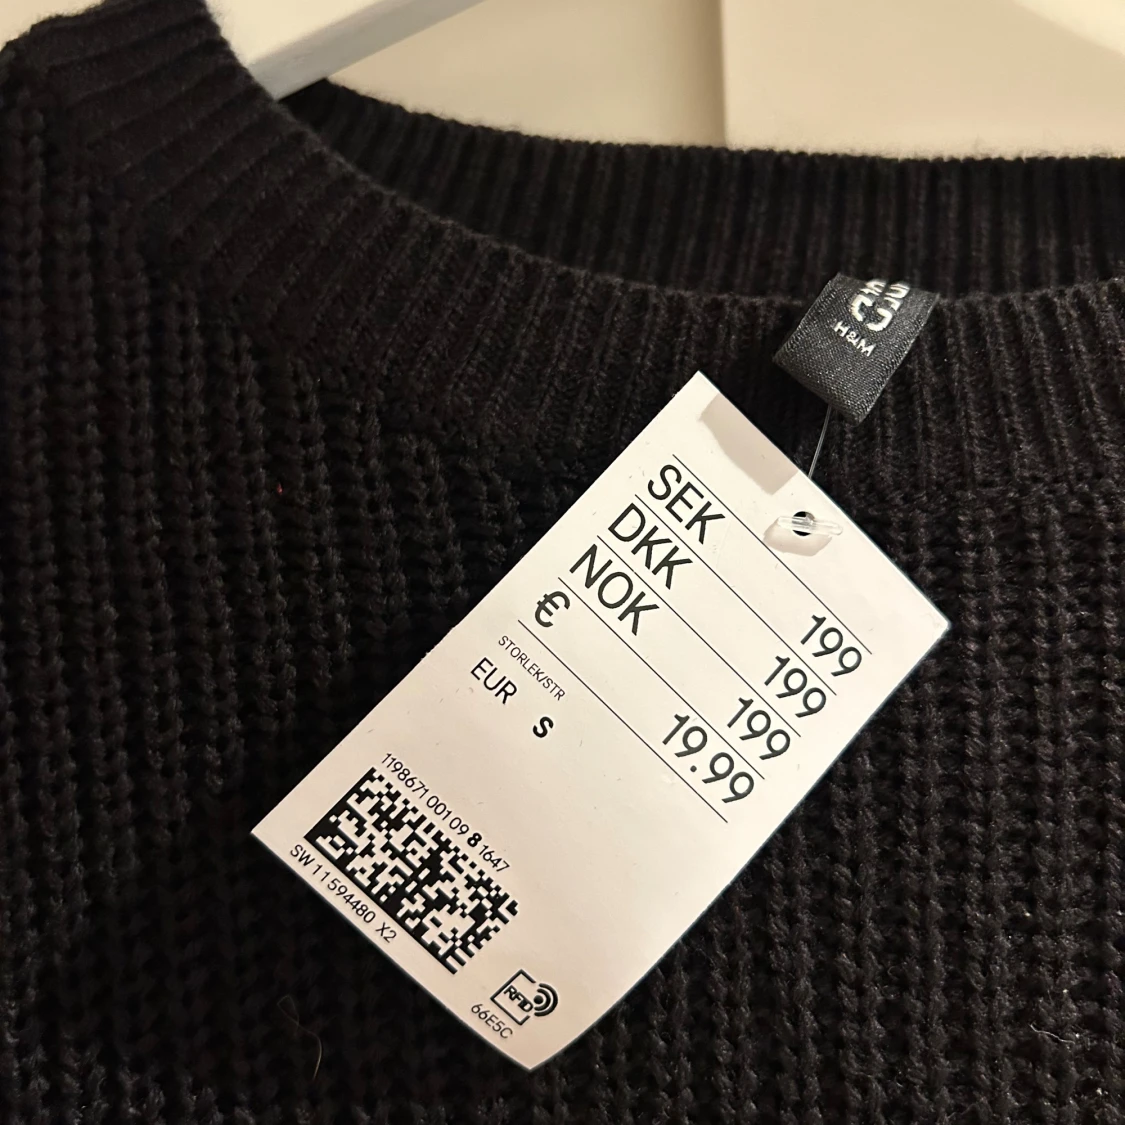 H&M
SEK 199
DKK 199
NOK 199
€ 19.99
STORLEK/STR
EUR S
1198671 001 09 8 1647
SW 11594480 X2
RFID
66E5C